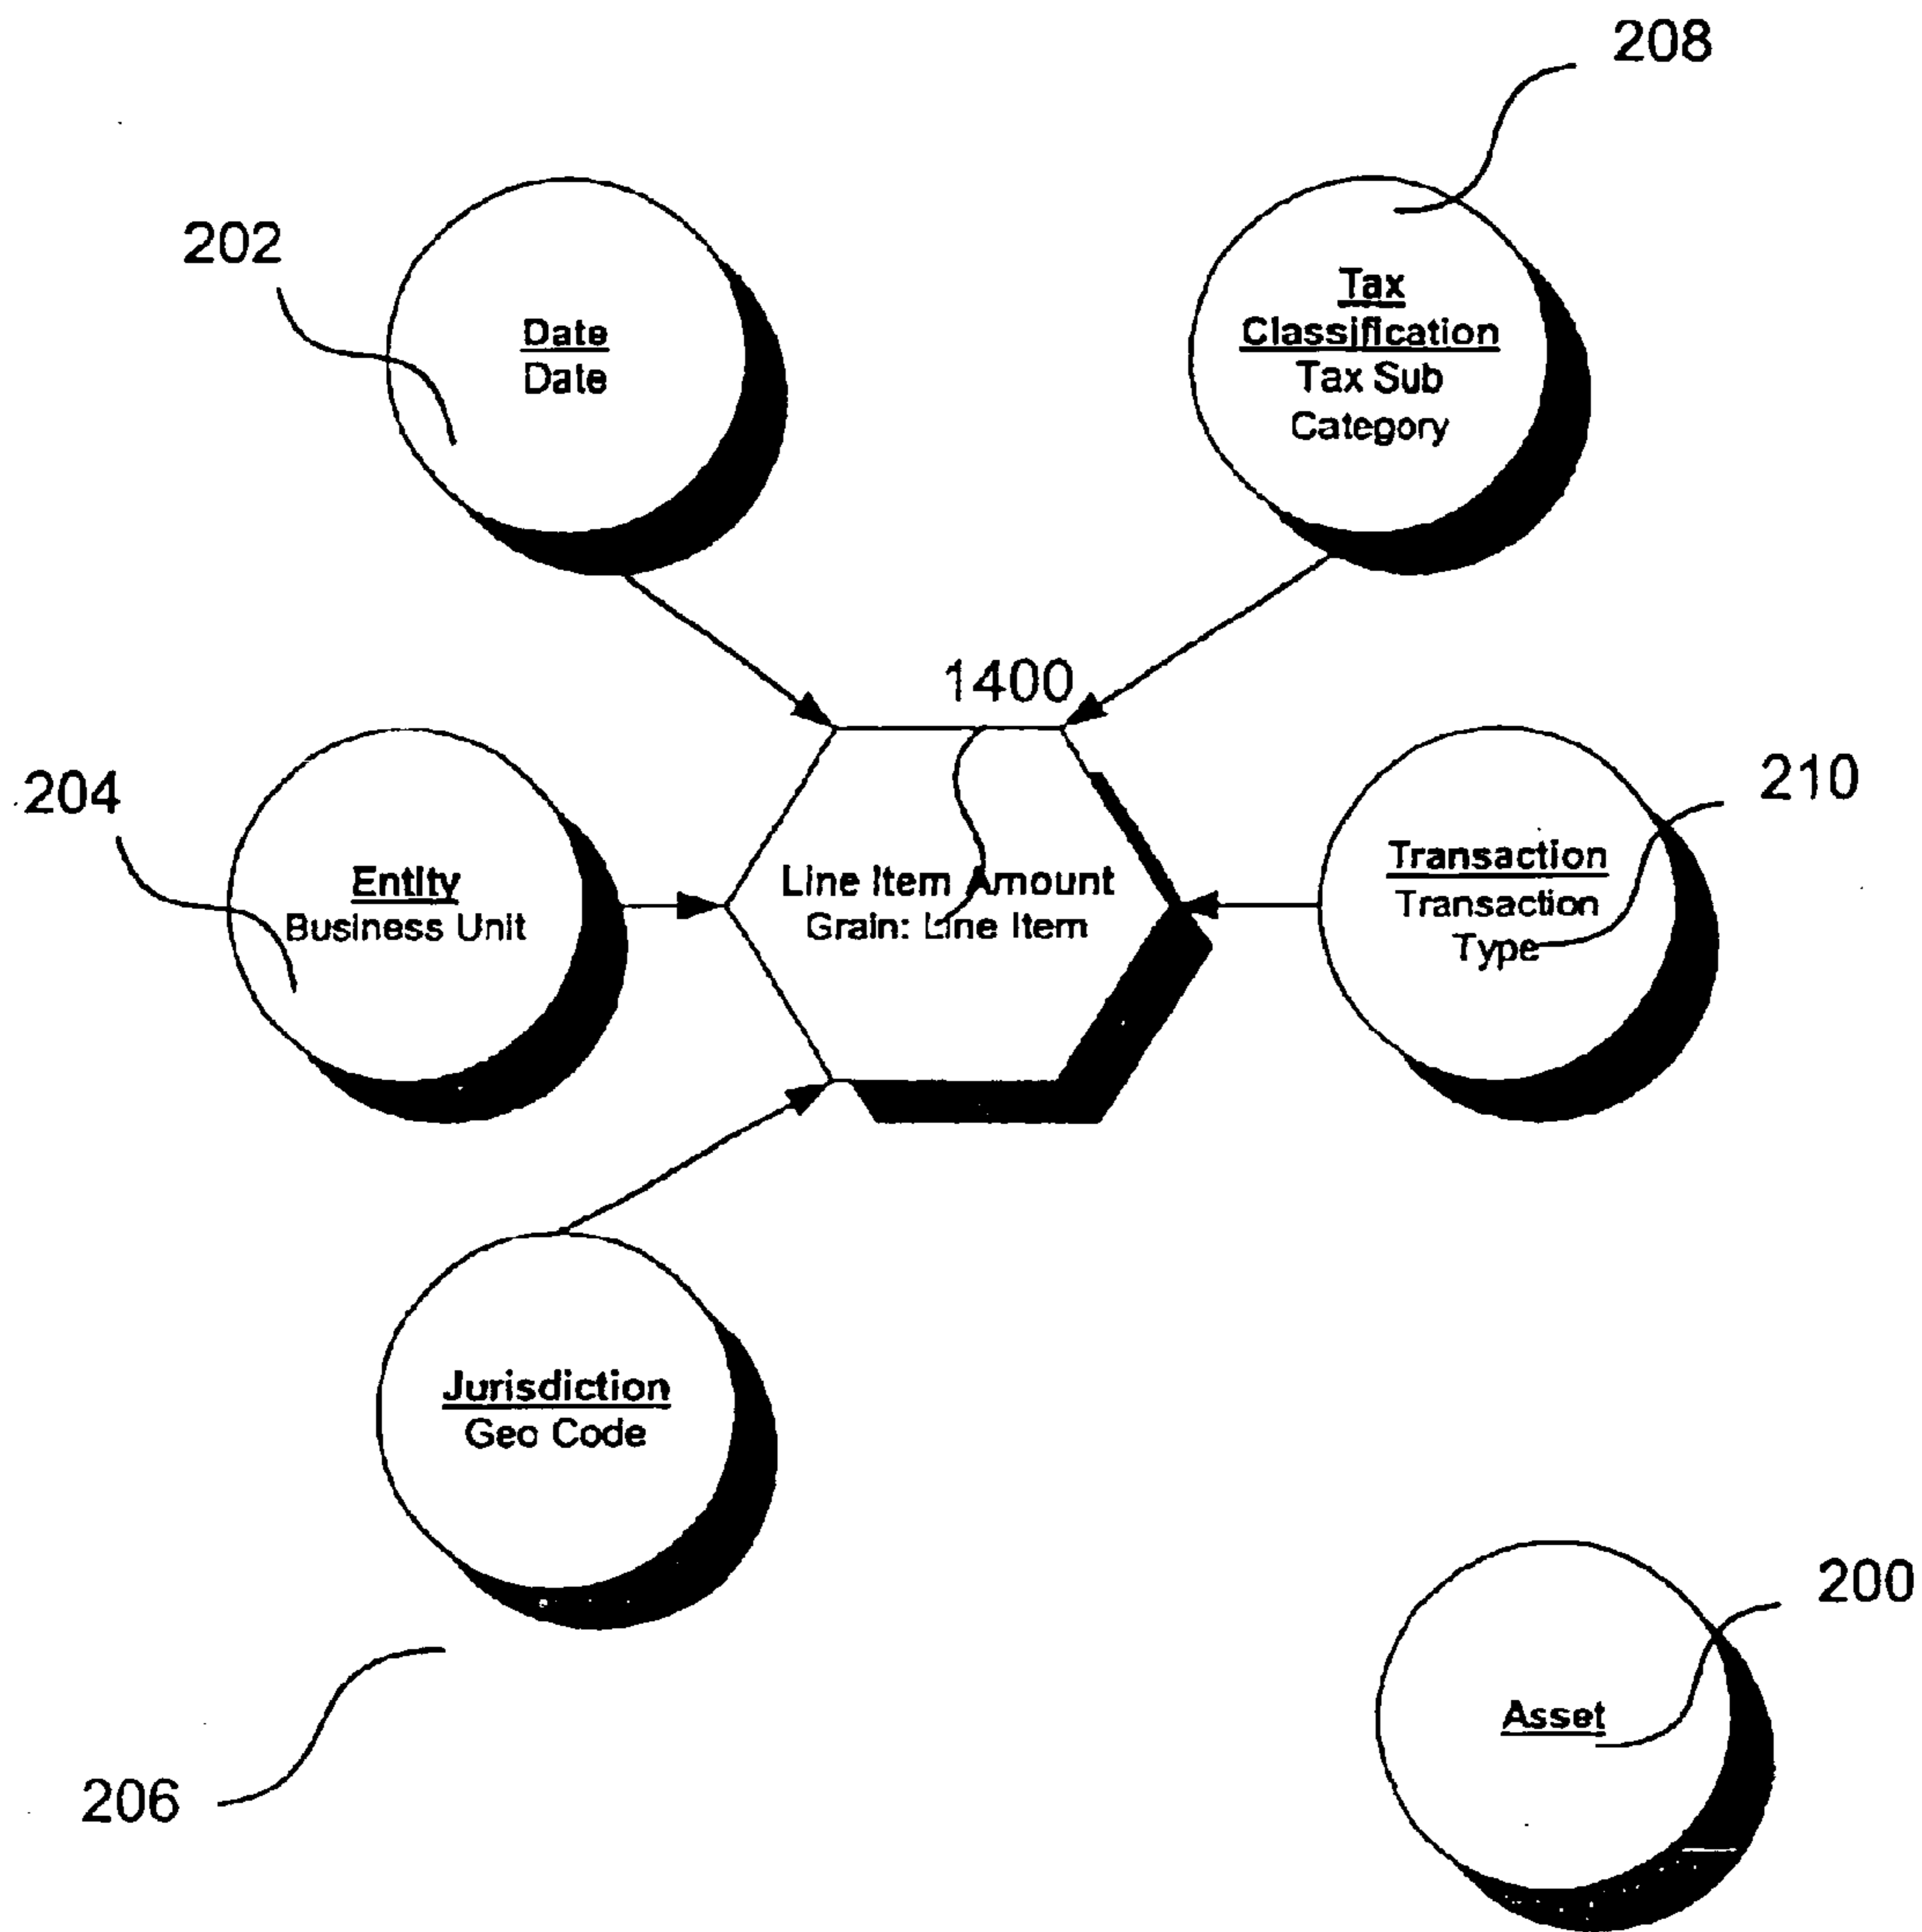 208
202
Date
Date
Tax
Classification
Tax Sub
Category
1400
204
Entity
Business Unit
Line Item Amount
Grain: Line Item
210
Transaction
Transaction
Type
Jurisdiction
Geo Code
200
Asset
206